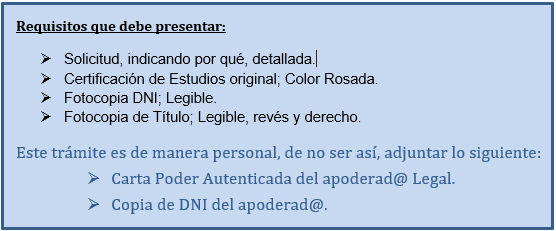 Requisitos que debe presentar:
➢ Solicitud, indicando por qué, detallada.
➢ Certificación de Estudios original; Color Rosada.
➢ Fotocopia DNI; Legible.
➢ Fotocopia de Título; Legible, revés y derecho.
Este trámite es de manera personal, de no ser así, adjuntar lo siguiente:
➢ Carta Poder Autenticada del apoderad@ Legal.
➢ Copia de DNI del apoderad@.